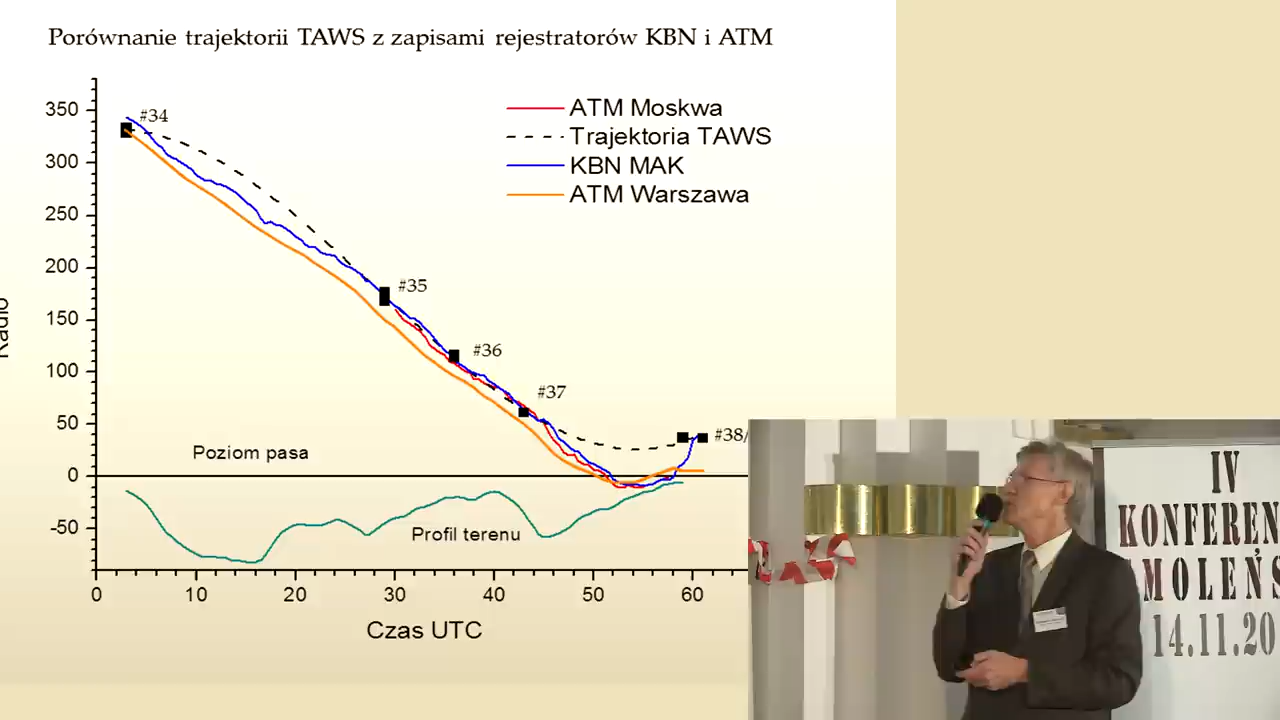 Porównanie trajektorii TAWS z zapisami rejestratorów KBN i ATM
ATM Moskwa
Trajektoria TAWS
KBN MAK
ATM Warszawa
350
300
250
200
150
100
50
0
-50
#34
#35
#36
#37
#38/
Poziom pasa
Profil terenu
0 10 20 30 40 50 60
Czas UTC
IV
KONFEREN
MOLEŃS
14.11.20